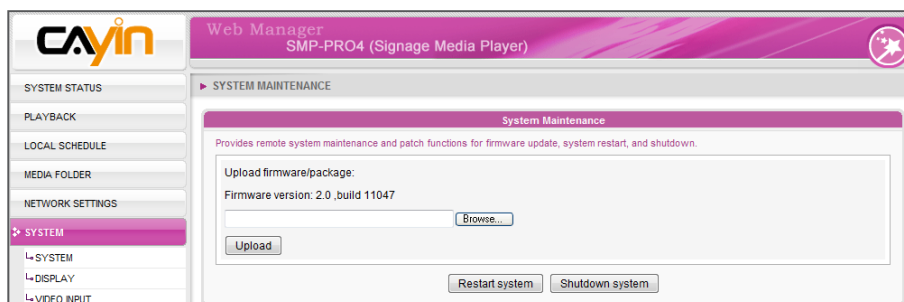 CAYIN
Web Manager
SMP-PRO4 (Signage Media Player)
SYSTEM STATUS
PLAYBACK
LOCAL SCHEDULE
MEDIA FOLDER
NETWORK SETTINGS
SYSTEM
SYSTEM
DISPLAY
VIDEO INPUT
SYSTEM MAINTENANCE
System Maintenance
Provides remote system maintenance and patch functions for firmware update, system restart, and shutdown.
Upload firmware/package:
Firmware version: 2.0 ,build 11047
Browse...
Upload
Restart system
Shutdown system